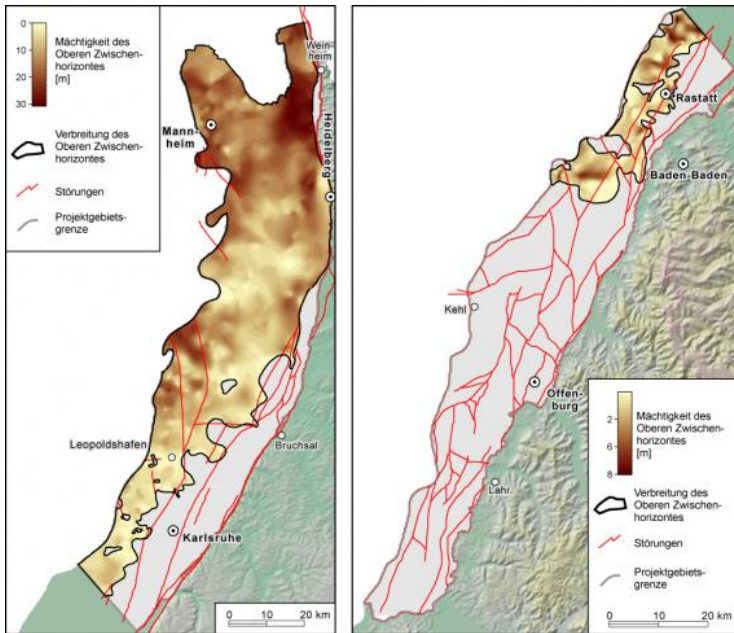 0
10
20
30
Mächtigkeit des
Oberen Zwischen-
horizontes
[m]
Verbreitung des
Oberen Zwischen-
horizontes
Störungen
Projektgebiets-
grenze
Wein-
heim
Mann-
heim
Heidelberg
Leopoldshafen
Bruchsal
Karlsruhe
0 10 20 km
Rastatt
Baden-Baden
Kehl
Offen-
burg
Lahr
2
8
Mächtigkeit des
Oberen Zwischen-
horizontes
[m]
Verbreitung des
Oberen Zwischen-
horizontes
Störungen
Projektgebiets-
grenze
0 10 20 km